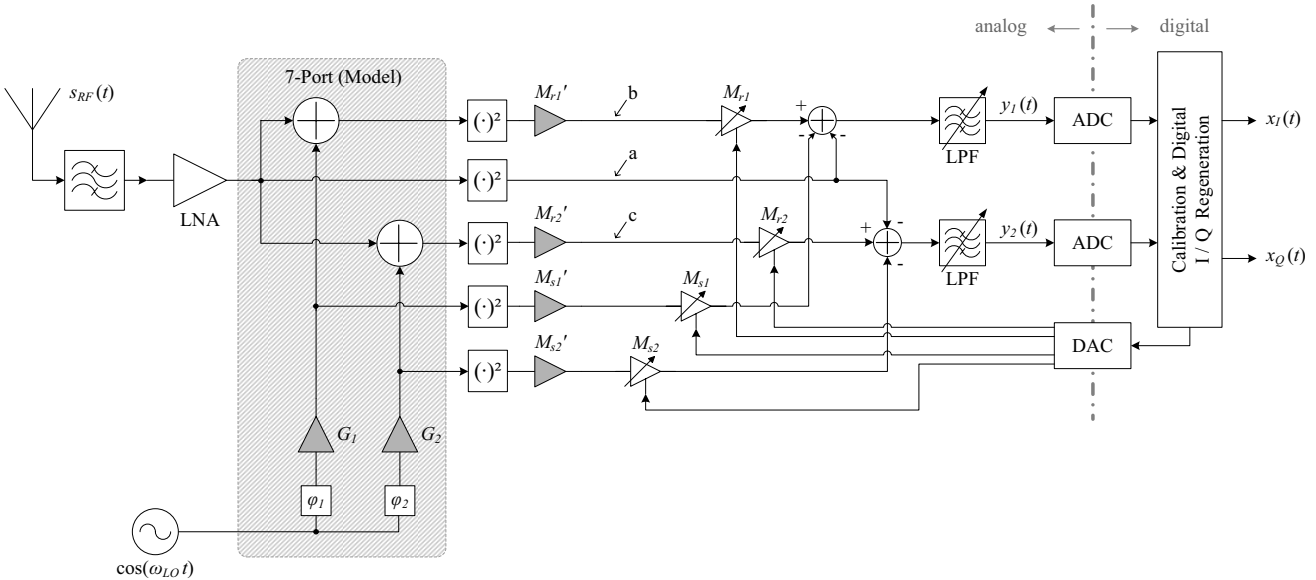 analog digital
7-Port (Model)
s_RF(t)
LNA
(·)²
M_r1′
b
M_r1
+
-
-
LPF
y_1(t)
ADC
x_I(t)
(·)²
a
(·)²
M_r2′
c
M_r2
+
-
-
LPF
y_2(t)
ADC
Calibration & Digital
I / Q Regeneration
x_Q(t)
(·)²
M_s1′
M_s1
DAC
(·)²
M_s2′
M_s2
G_1
G_2
φ_1
φ_2
cos(ω_LO t)